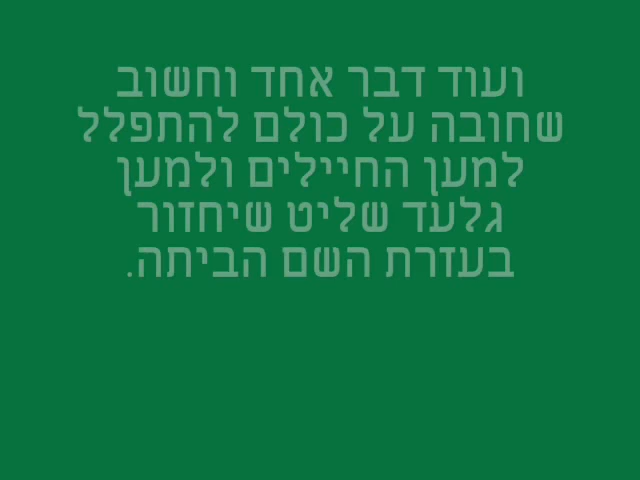 ועוד דבר אחד וחשוב
שחובה על כולם להתפלל
למען החיילים ולמען
גלעד שליט שיחזור
בעזרת השם הביתה.